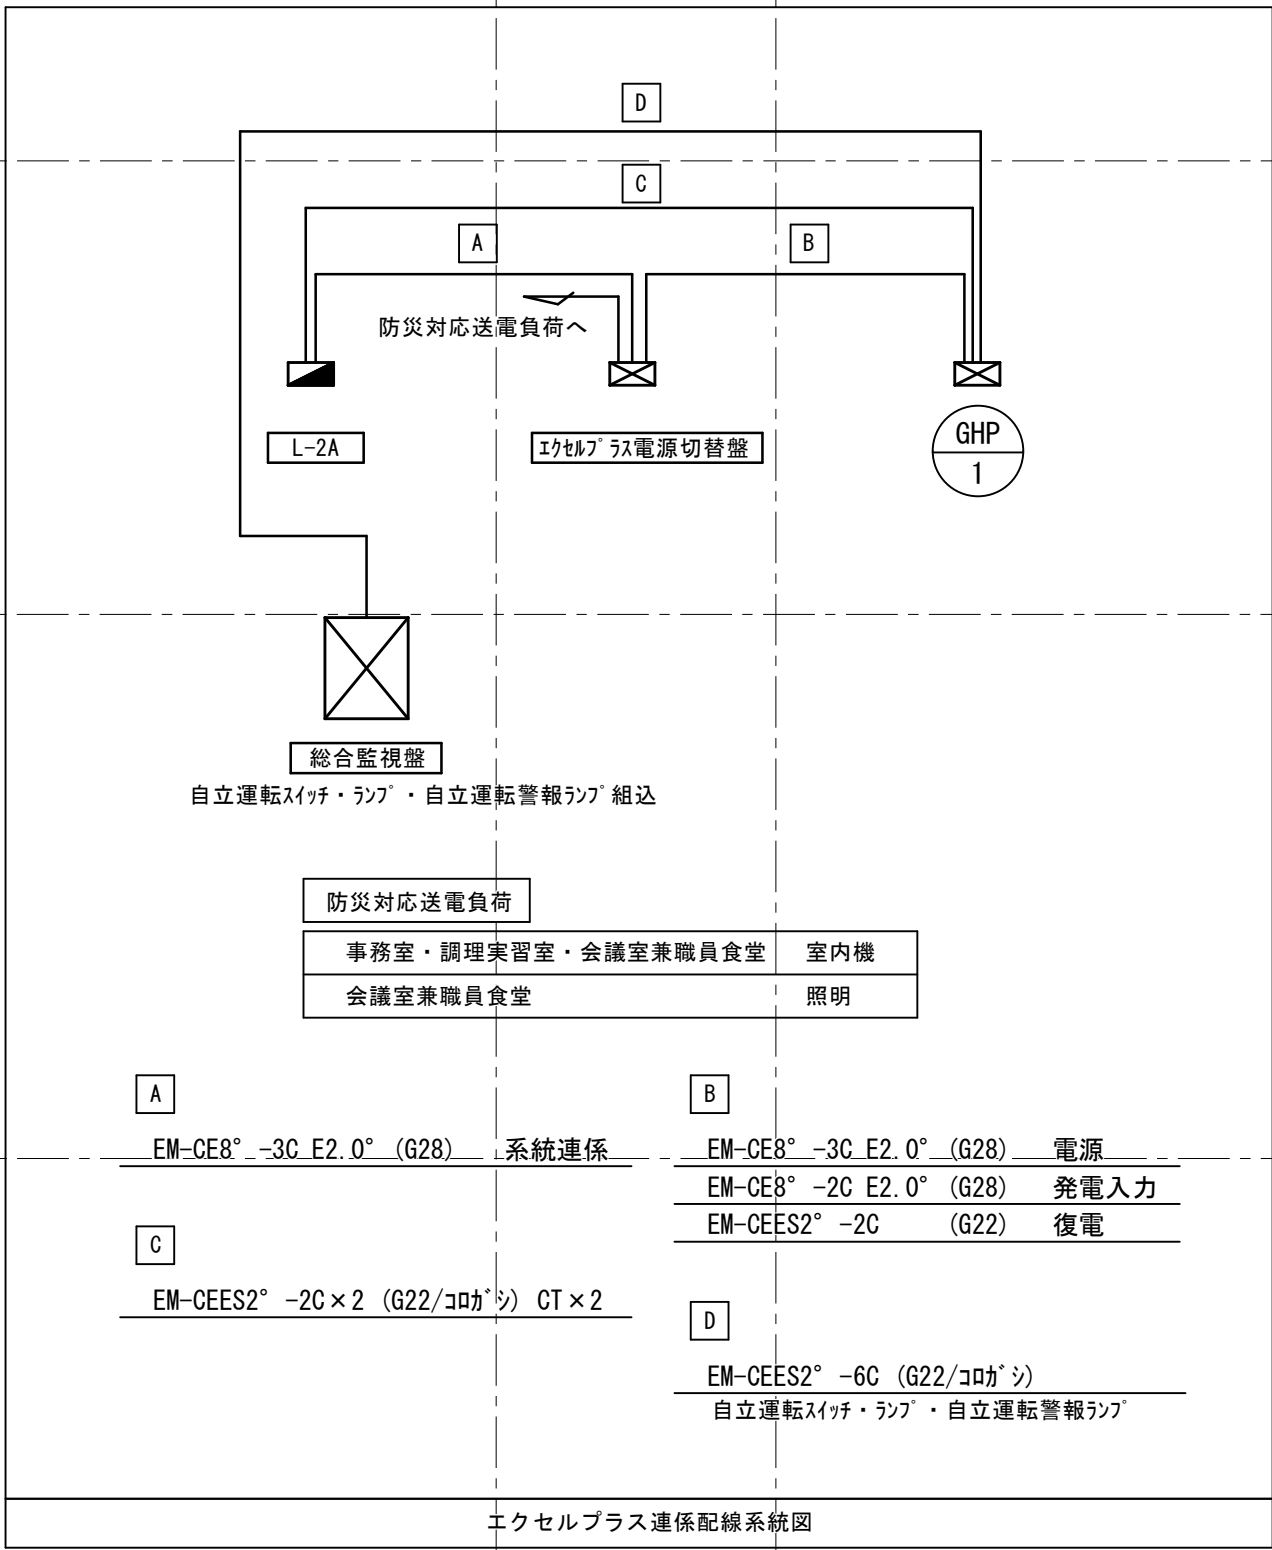 D
C
A
B
防災対応送電負荷へ
L-2A
ｴｸｾﾙﾌﾟﾗｽ電源切替盤
GHP
1
総合監視盤
自立運転ｽｲｯﾁ・ﾗﾝﾌﾟ・自立運転警報ﾗﾝﾌﾟ組込
防災対応送電負荷
事務室・調理実習室・会議室兼職員食堂 室内機
会議室兼職員食堂 照明
A
EM-CE8°-3C E2.0° (G28) 系統連係
B
EM-CE8°-3C E2.0° (G28) 電源
EM-CE8°-2C E2.0° (G28) 発電入力
EM-CEES2°-2C (G22) 復電
C
EM-CEES2°-2C×2 (G22/ｺﾛｶﾞｼ) CT×2
D
EM-CEES2°-6C (G22/ｺﾛｶﾞｼ)
自立運転ｽｲｯﾁ・ﾗﾝﾌﾟ・自立運転警報ﾗﾝﾌﾟ
エクセルプラス連係配線系統図